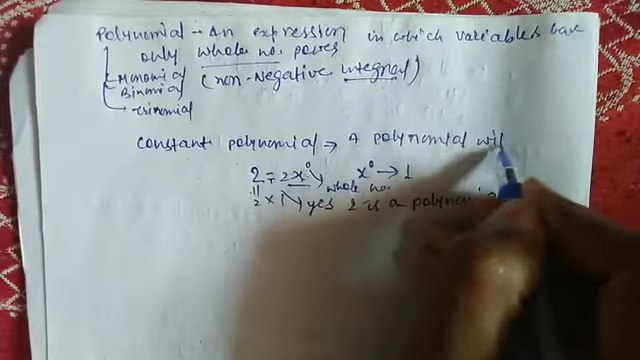 Polynomial - An expression in which variables have
only whole no. powers
(non-Negative integral)
Monomial
Binomial
Trinomial
constant polynomial ⇒ A polynomial wit
2 = 2x⁰ x⁰ → 1
whole no.
2 × 1 yes 2 is a polynomial